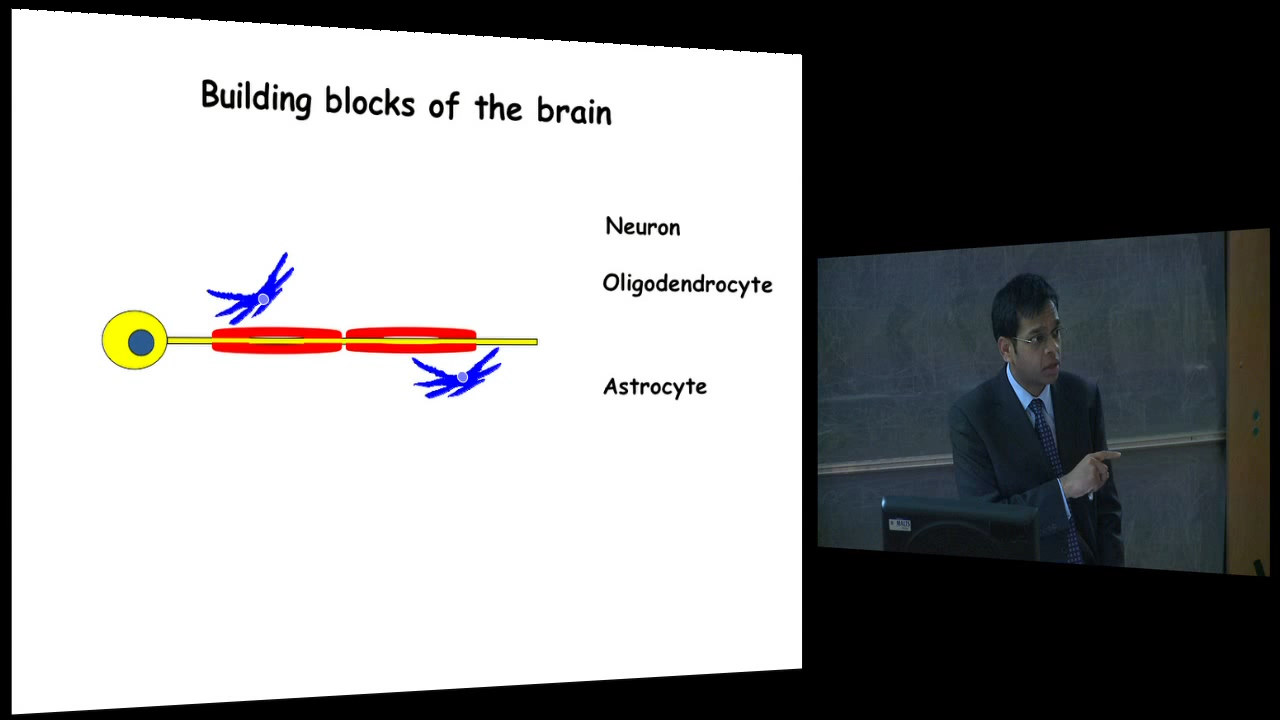 Building blocks of the brain
Neuron
Oligodendrocyte
Astrocyte